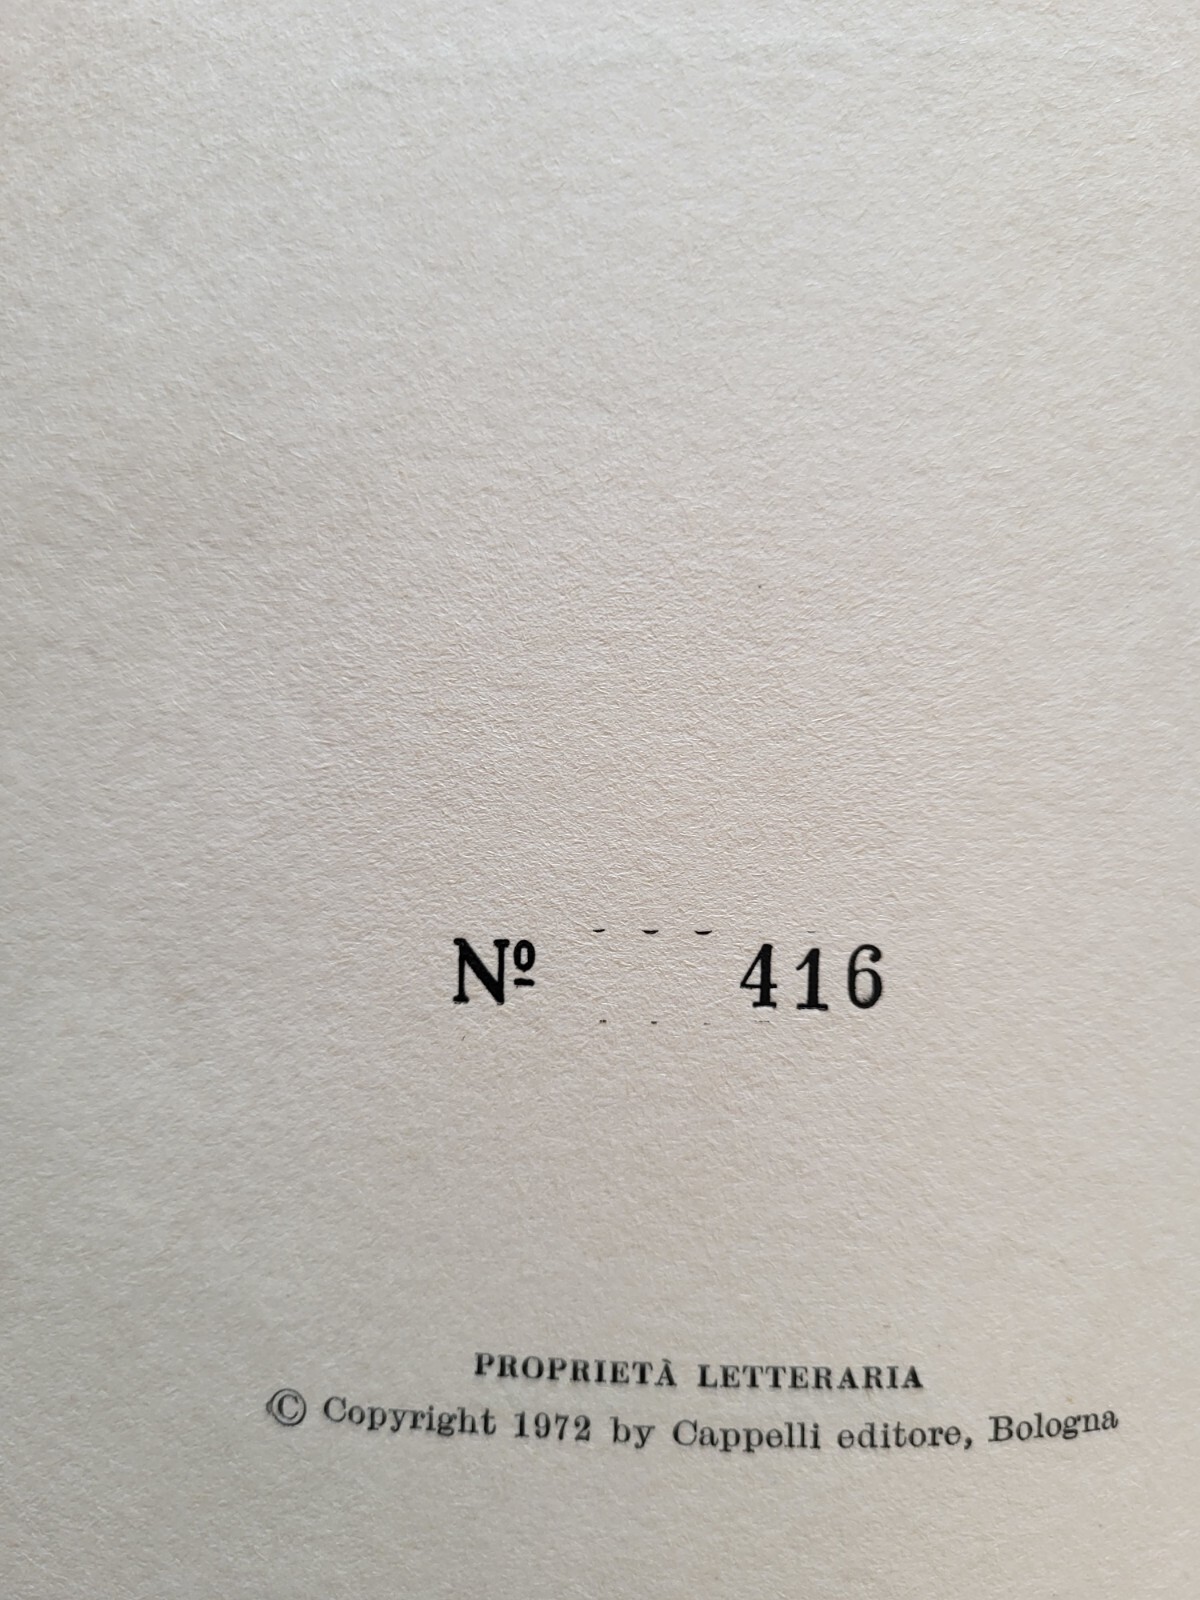 Nº 416
PROPRIETÀ LETTERARIA
© Copyright 1972 by Cappelli editore, Bologna